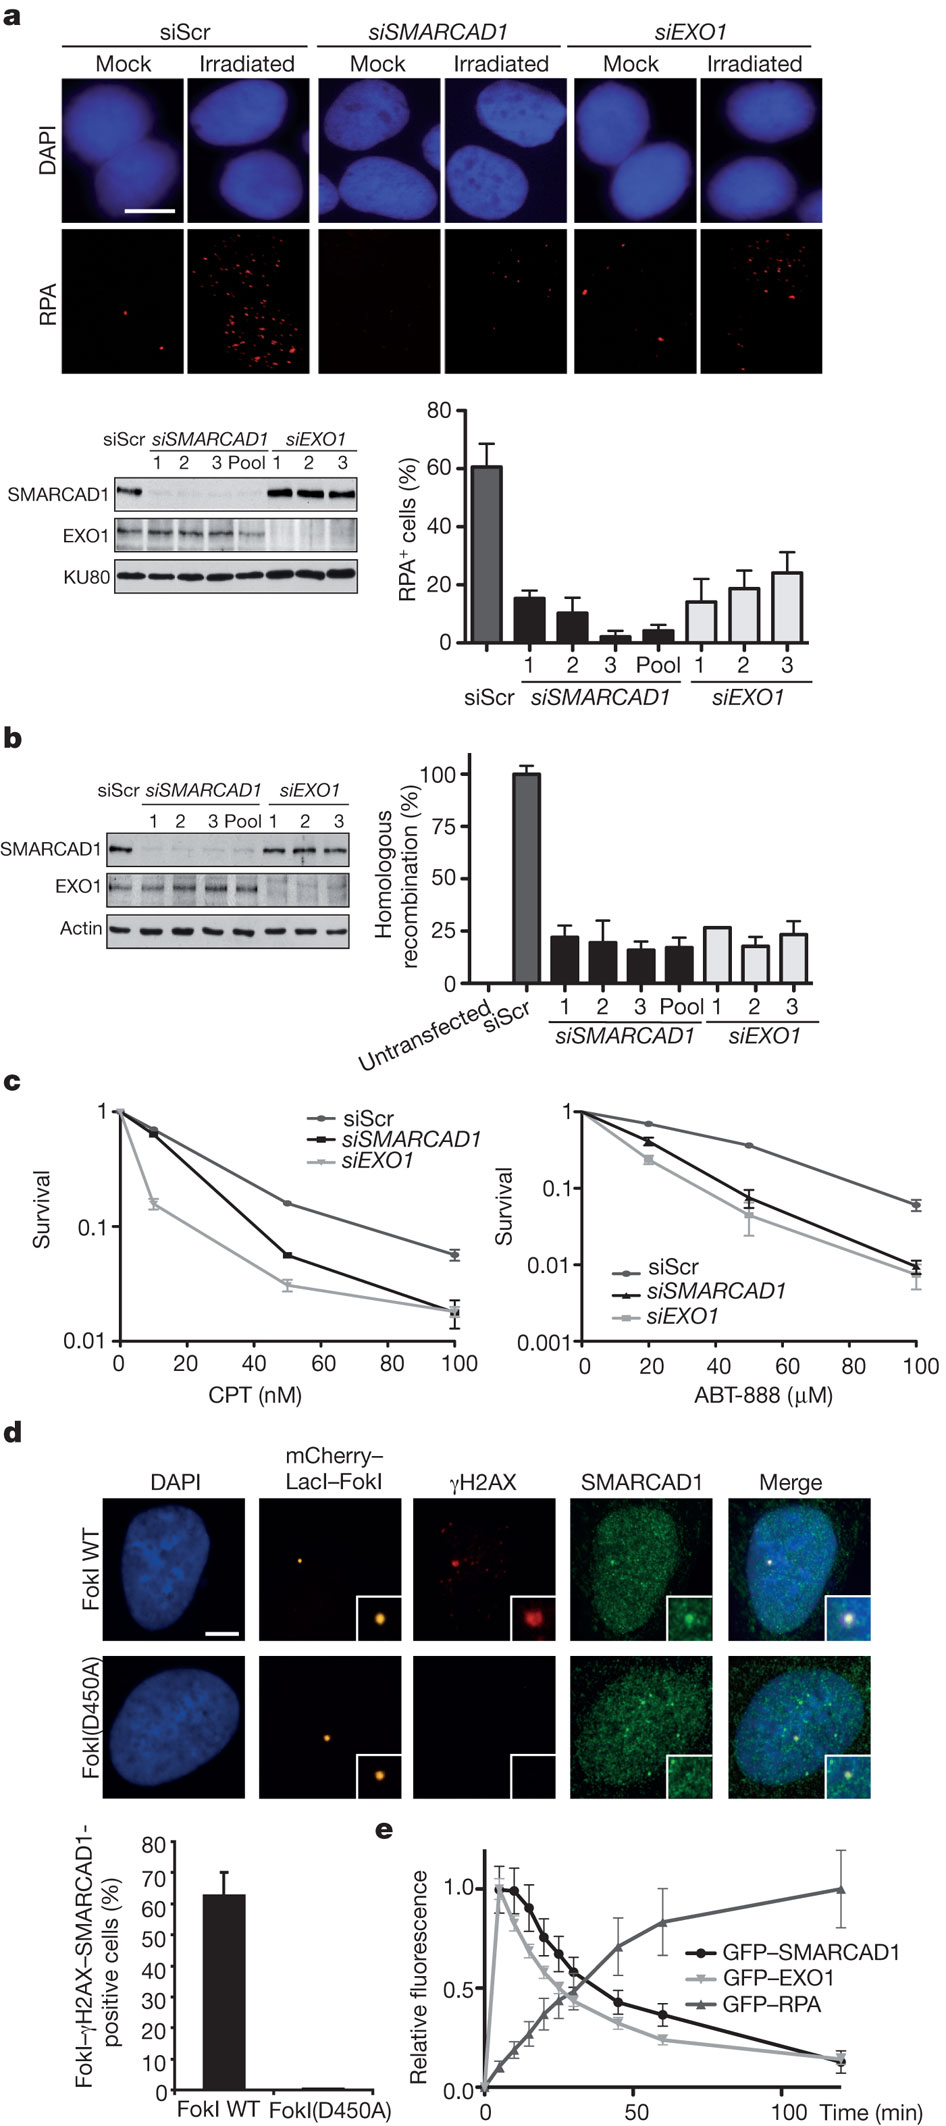 a
siScr siSMARCAD1 siEXO1
Mock Irradiated Mock Irradiated Mock Irradiated
DAPI
RPA
siScr siSMARCAD1 siEXO1
1 2 3 Pool 1 2 3
SMARCAD1
EXO1
KU80
RPA+ cells (%)
80
60
40
20
0
1 2 3 Pool 1 2 3
siScr siSMARCAD1 siEXO1
b
siScr siSMARCAD1 siEXO1
1 2 3 Pool 1 2 3
SMARCAD1
EXO1
Actin
Homologous
recombination (%)
100
75
50
25
0
Untransfected
siScr
1 2 3 Pool 1 2 3
siSMARCAD1 siEXO1
c
Survival
1
0.1
0.01
siScr
siSMARCAD1
siEXO1
0 20 40 60 80 100
CPT (nM)
Survival
1
0.1
0.01
0.001
siScr
siSMARCAD1
siEXO1
0 20 40 60 80 100
ABT-888 (μM)
d
DAPI mCherry–
LacI–FokI γH2AX SMARCAD1 Merge
FokI WT
FokI(D450A)
FokI–γH2AX–SMARCAD1-
positive cells (%)
80
70
60
50
40
30
20
10
0
FokI WT FokI(D450A)
e
Relative fluorescence
1.0
0.5
0.0
GFP–SMARCAD1
GFP–EXO1
GFP–RPA
0 50 100 Time (min)